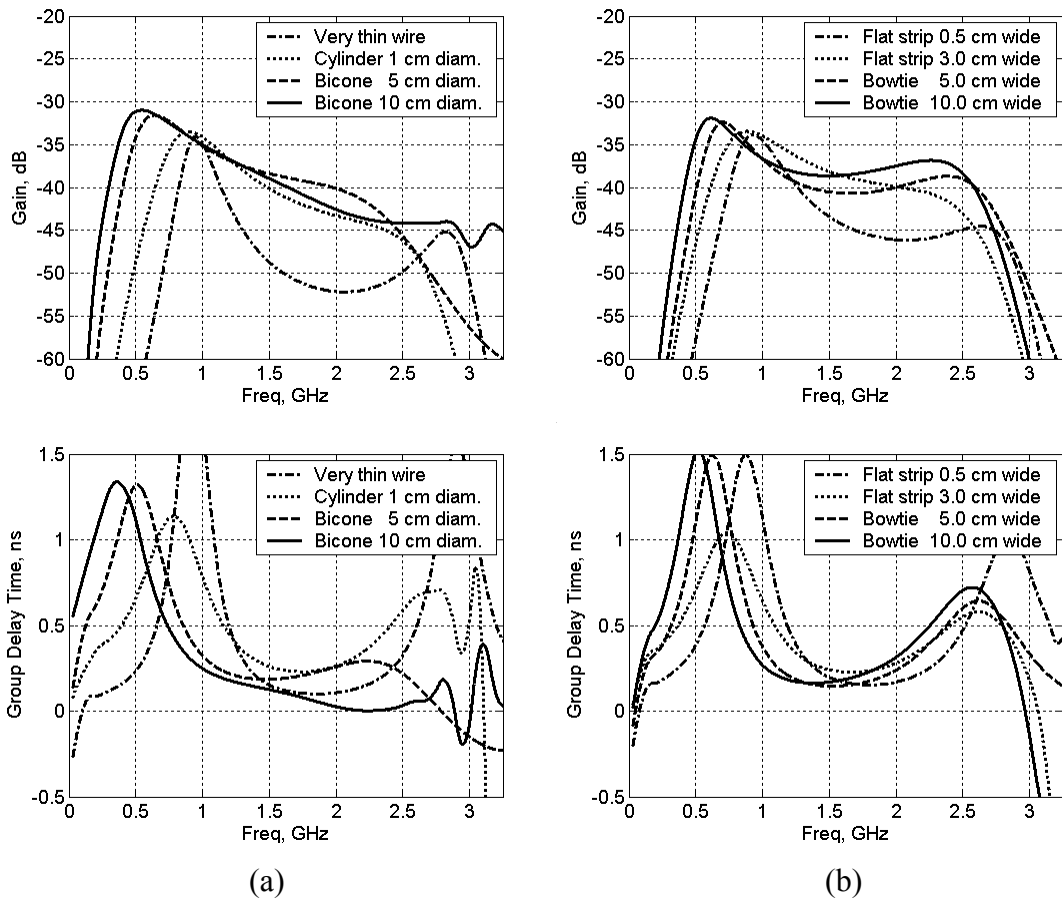 -20
-25
-30
-35
-40
-45
-50
-55
-60
Gain, dB
0 0.5 1 1.5 2 2.5 3
Freq, GHz
Very thin wire
Cylinder 1 cm diam.
Bicone 5 cm diam.
Bicone 10 cm diam.
-20
-25
-30
-35
-40
-45
-50
-55
-60
Gain, dB
0 0.5 1 1.5 2 2.5 3
Freq, GHz
Flat strip 0.5 cm wide
Flat strip 3.0 cm wide
Bowtie 5.0 cm wide
Bowtie 10.0 cm wide
1.5
1
0.5
0
-0.5
Group Delay Time, ns
0 0.5 1 1.5 2 2.5 3
Freq, GHz
Very thin wire
Cylinder 1 cm diam.
Bicone 5 cm diam.
Bicone 10 cm diam.
1.5
1
0.5
0
-0.5
Group Delay Time, ns
0 0.5 1 1.5 2 2.5 3
Freq, GHz
Flat strip 0.5 cm wide
Flat strip 3.0 cm wide
Bowtie 5.0 cm wide
Bowtie 10.0 cm wide
(a)
(b)